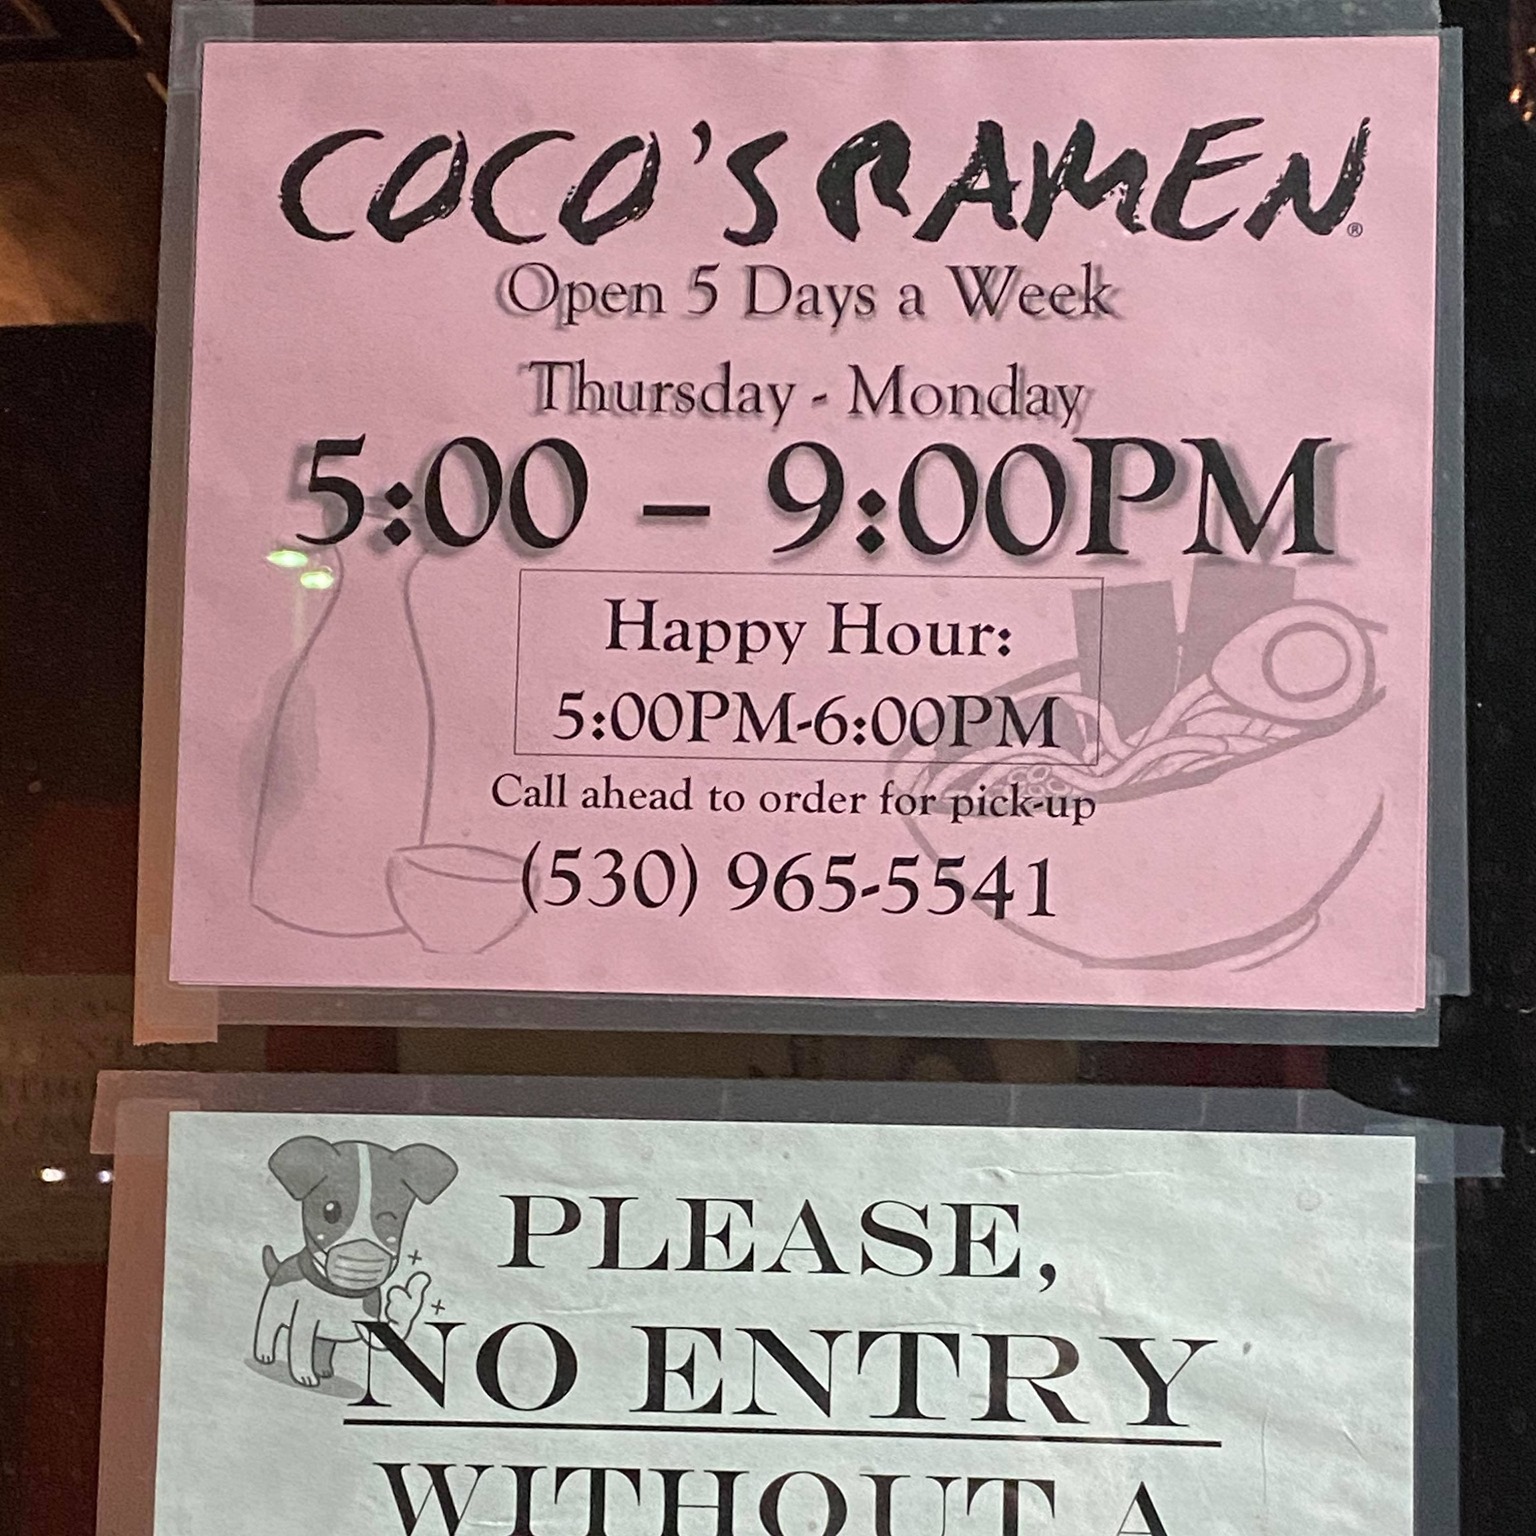 COCO'S RAMEN®
Open 5 Days a Week
Thursday - Monday
5:00 – 9:00PM
Happy Hour:
5:00PM-6:00PM
Call ahead to order for pick-up
(530) 965-5541
PLEASE,
NO ENTRY
WITHOUT A